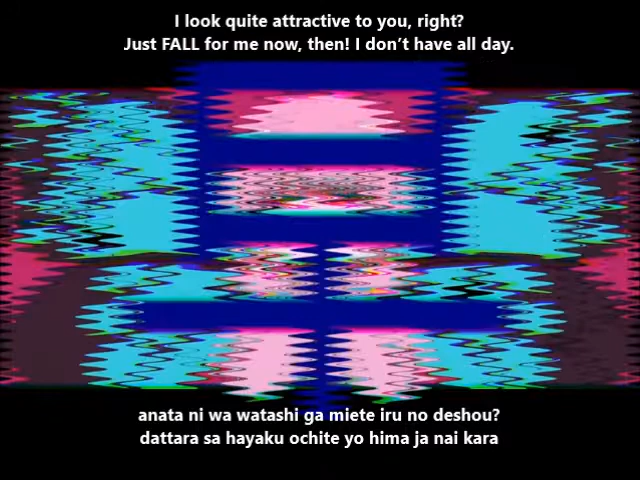 I look quite attractive to you, right?
Just FALL for me now, then! I don’t have all day.
anata ni wa watashi ga miete iru no deshou?
dattara sa hayaku ochite yo hima ja nai kara